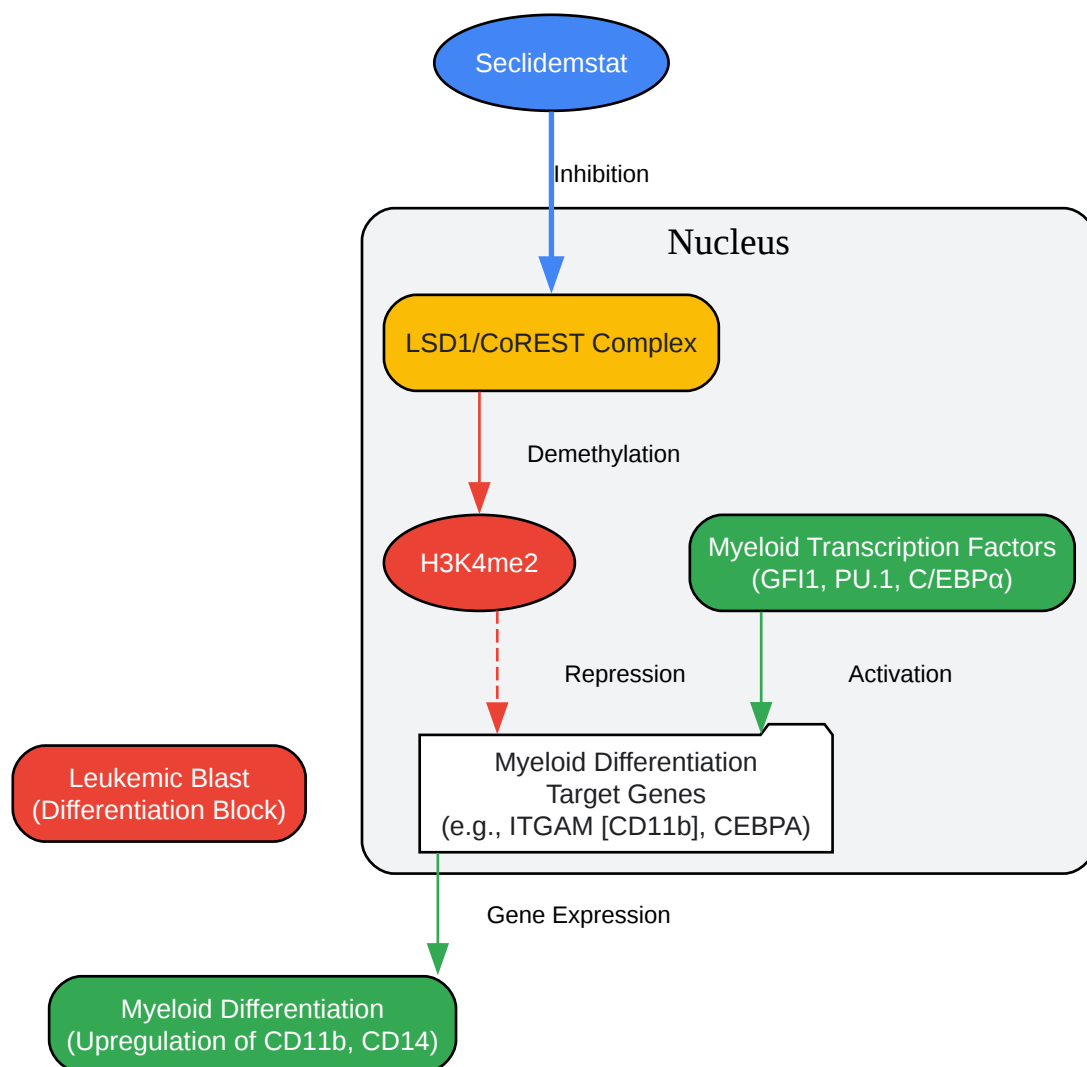 Seclidemstat
Inhibition
Nucleus
LSD1/CoREST Complex
Demethylation
H3K4me2
Myeloid Transcription Factors
(GFI1, PU.1, C/EBPα)
Repression
Activation
Myeloid Differentiation
Target Genes
(e.g., ITGAM [CD11b], CEBPA)
Leukemic Blast
(Differentiation Block)
Gene Expression
Myeloid Differentiation
(Upregulation of CD11b, CD14)